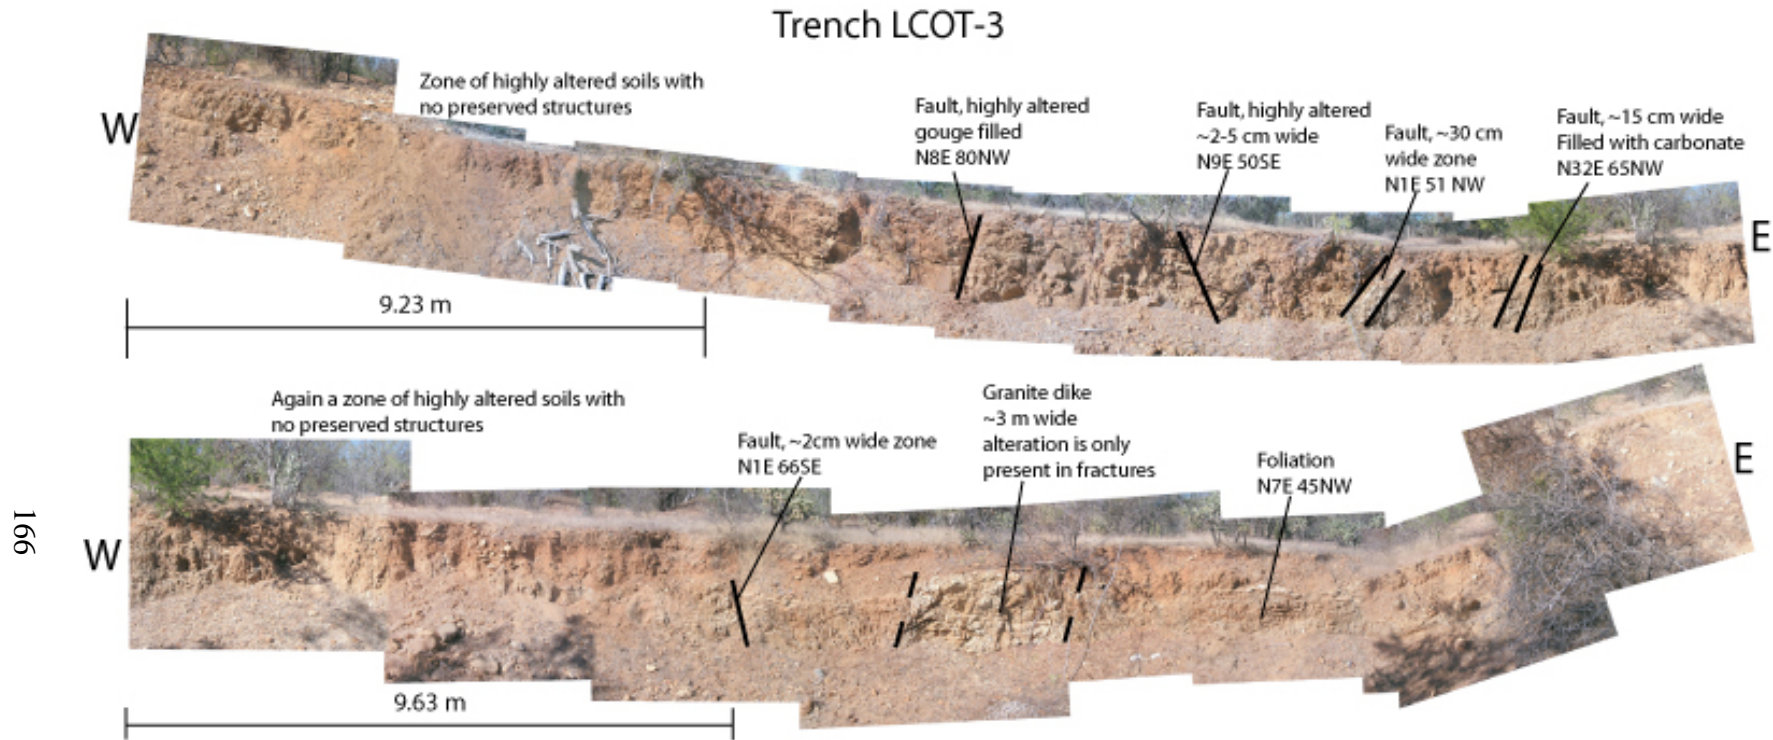 Trench LCOT-3
Zone of highly altered soils with
no preserved structures
W
Fault, highly altered
gouge filled
N8E 80NW
Fault, highly altered
~2-5 cm wide
N9E 50SE
Fault, ~30 cm
wide zone
N1E 51 NW
Fault, ~15 cm wide
Filled with carbonate
N32E 65NW
E
9.23 m
Again a zone of highly altered soils with
no preserved structures
Fault, ~2cm wide zone
N1E 66SE
Granite dike
~3 m wide
alteration is only
present in fractures
Foliation
N7E 45NW
E
W
9.63 m
166